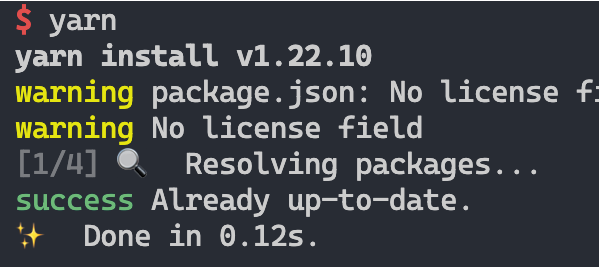 $ yarn
yarn install v1.22.10
warning package.json: No license fi
warning No license field
[1/4] 🔍 Resolving packages...
success Already up-to-date.
✨ Done in 0.12s.